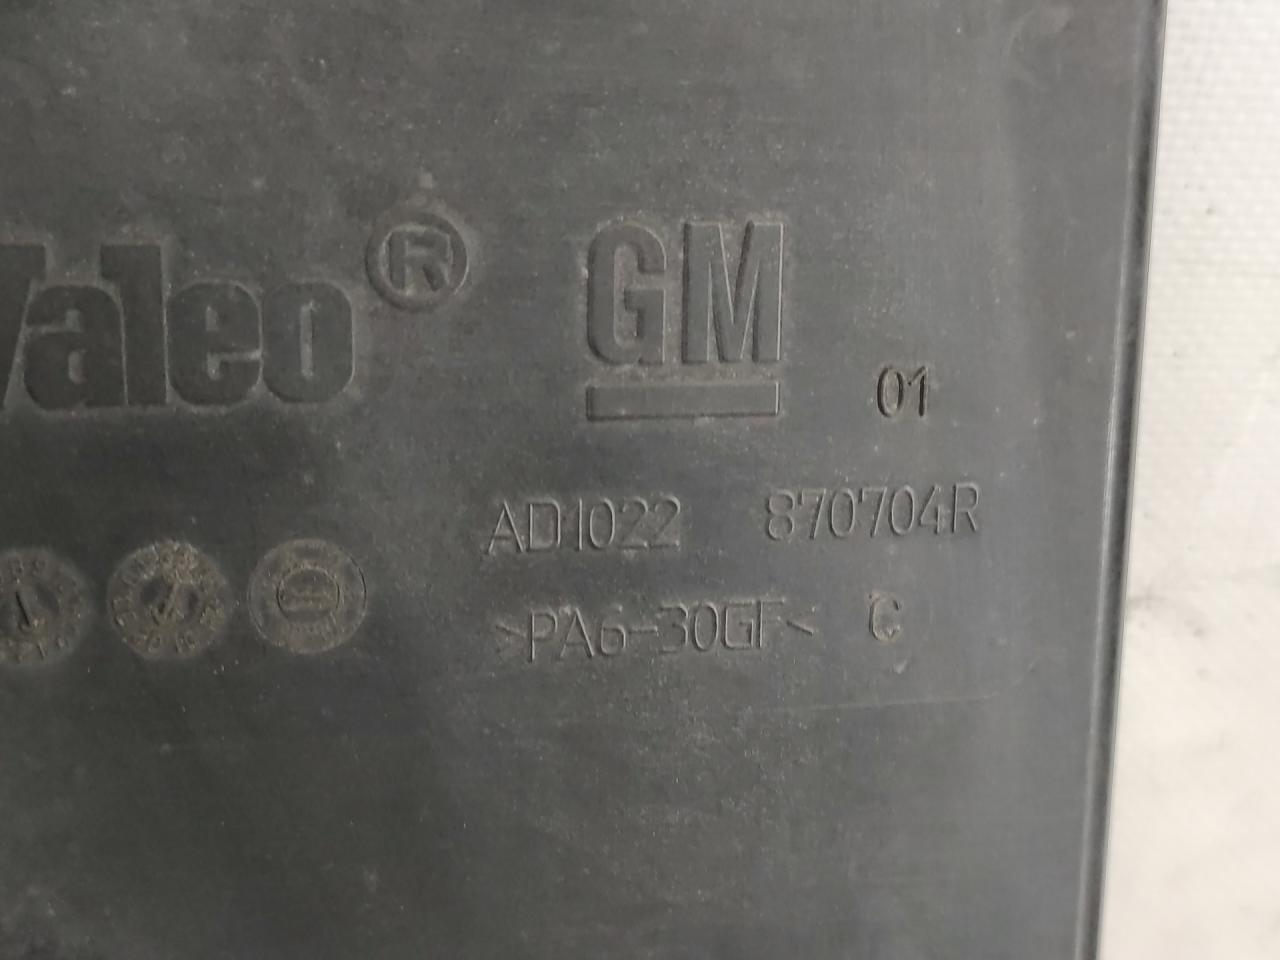 Valeo® GM
01
AD1022 870704R
>PA6-30GF< C